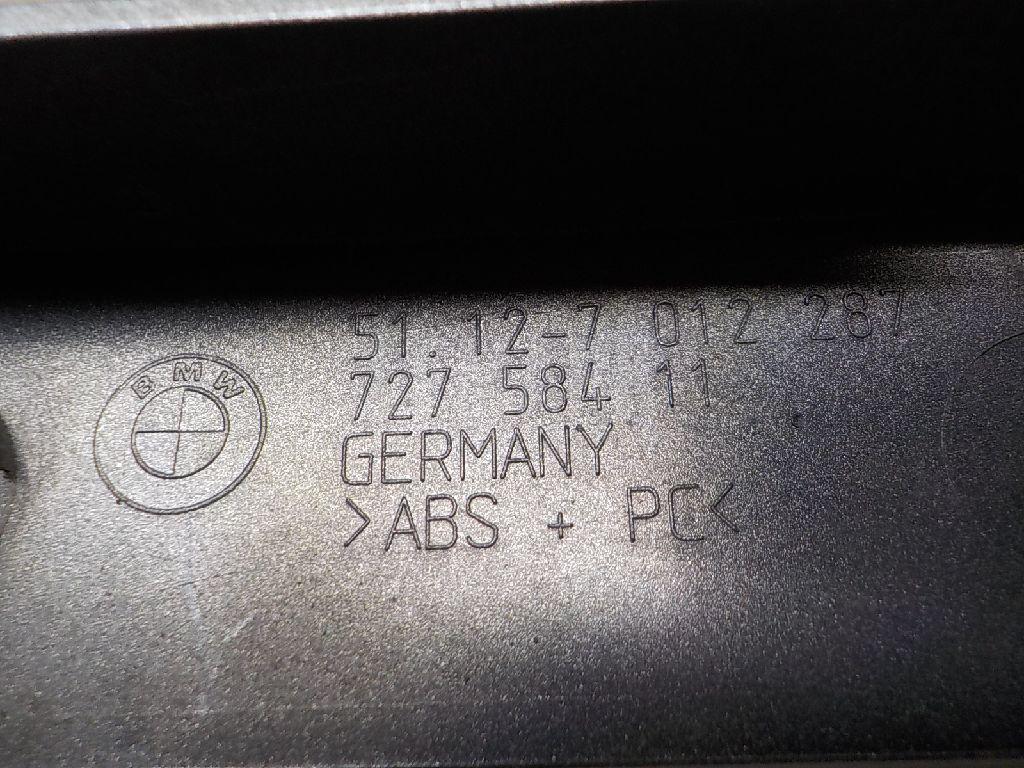 BMW
51.12-7 012 287
727 584 11
GERMANY
>ABS + PC<